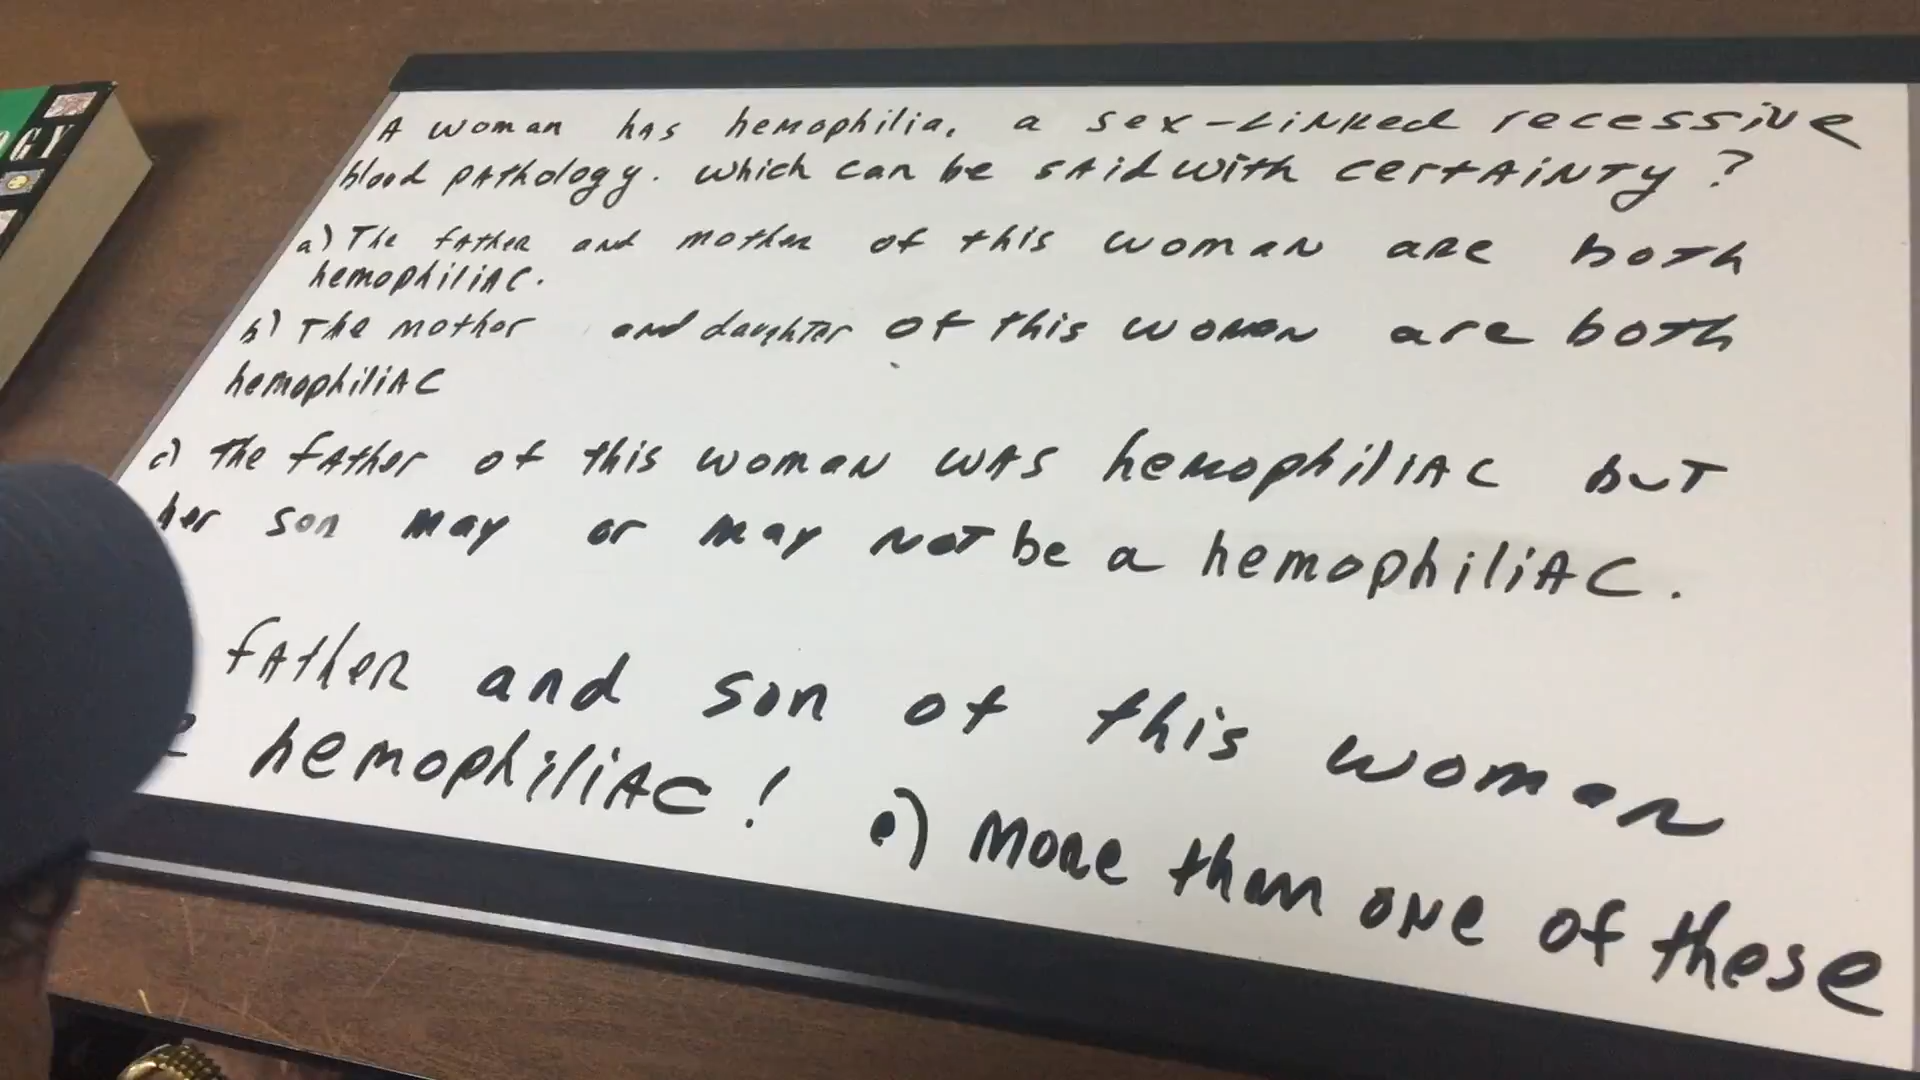 OGY
A woman has hemophilia, a sex-linked recessive
blood pathology. which can be said with certainty?
a) The father and mother of this woman are both
hemophiliac.
b) The mother and daughter of this woman are both
hemophiliac
c) The father of this woman was hemophiliac but
her son may or may not be a hemophiliac.
father and son of this woman
hemophiliac!
e) More than one of these